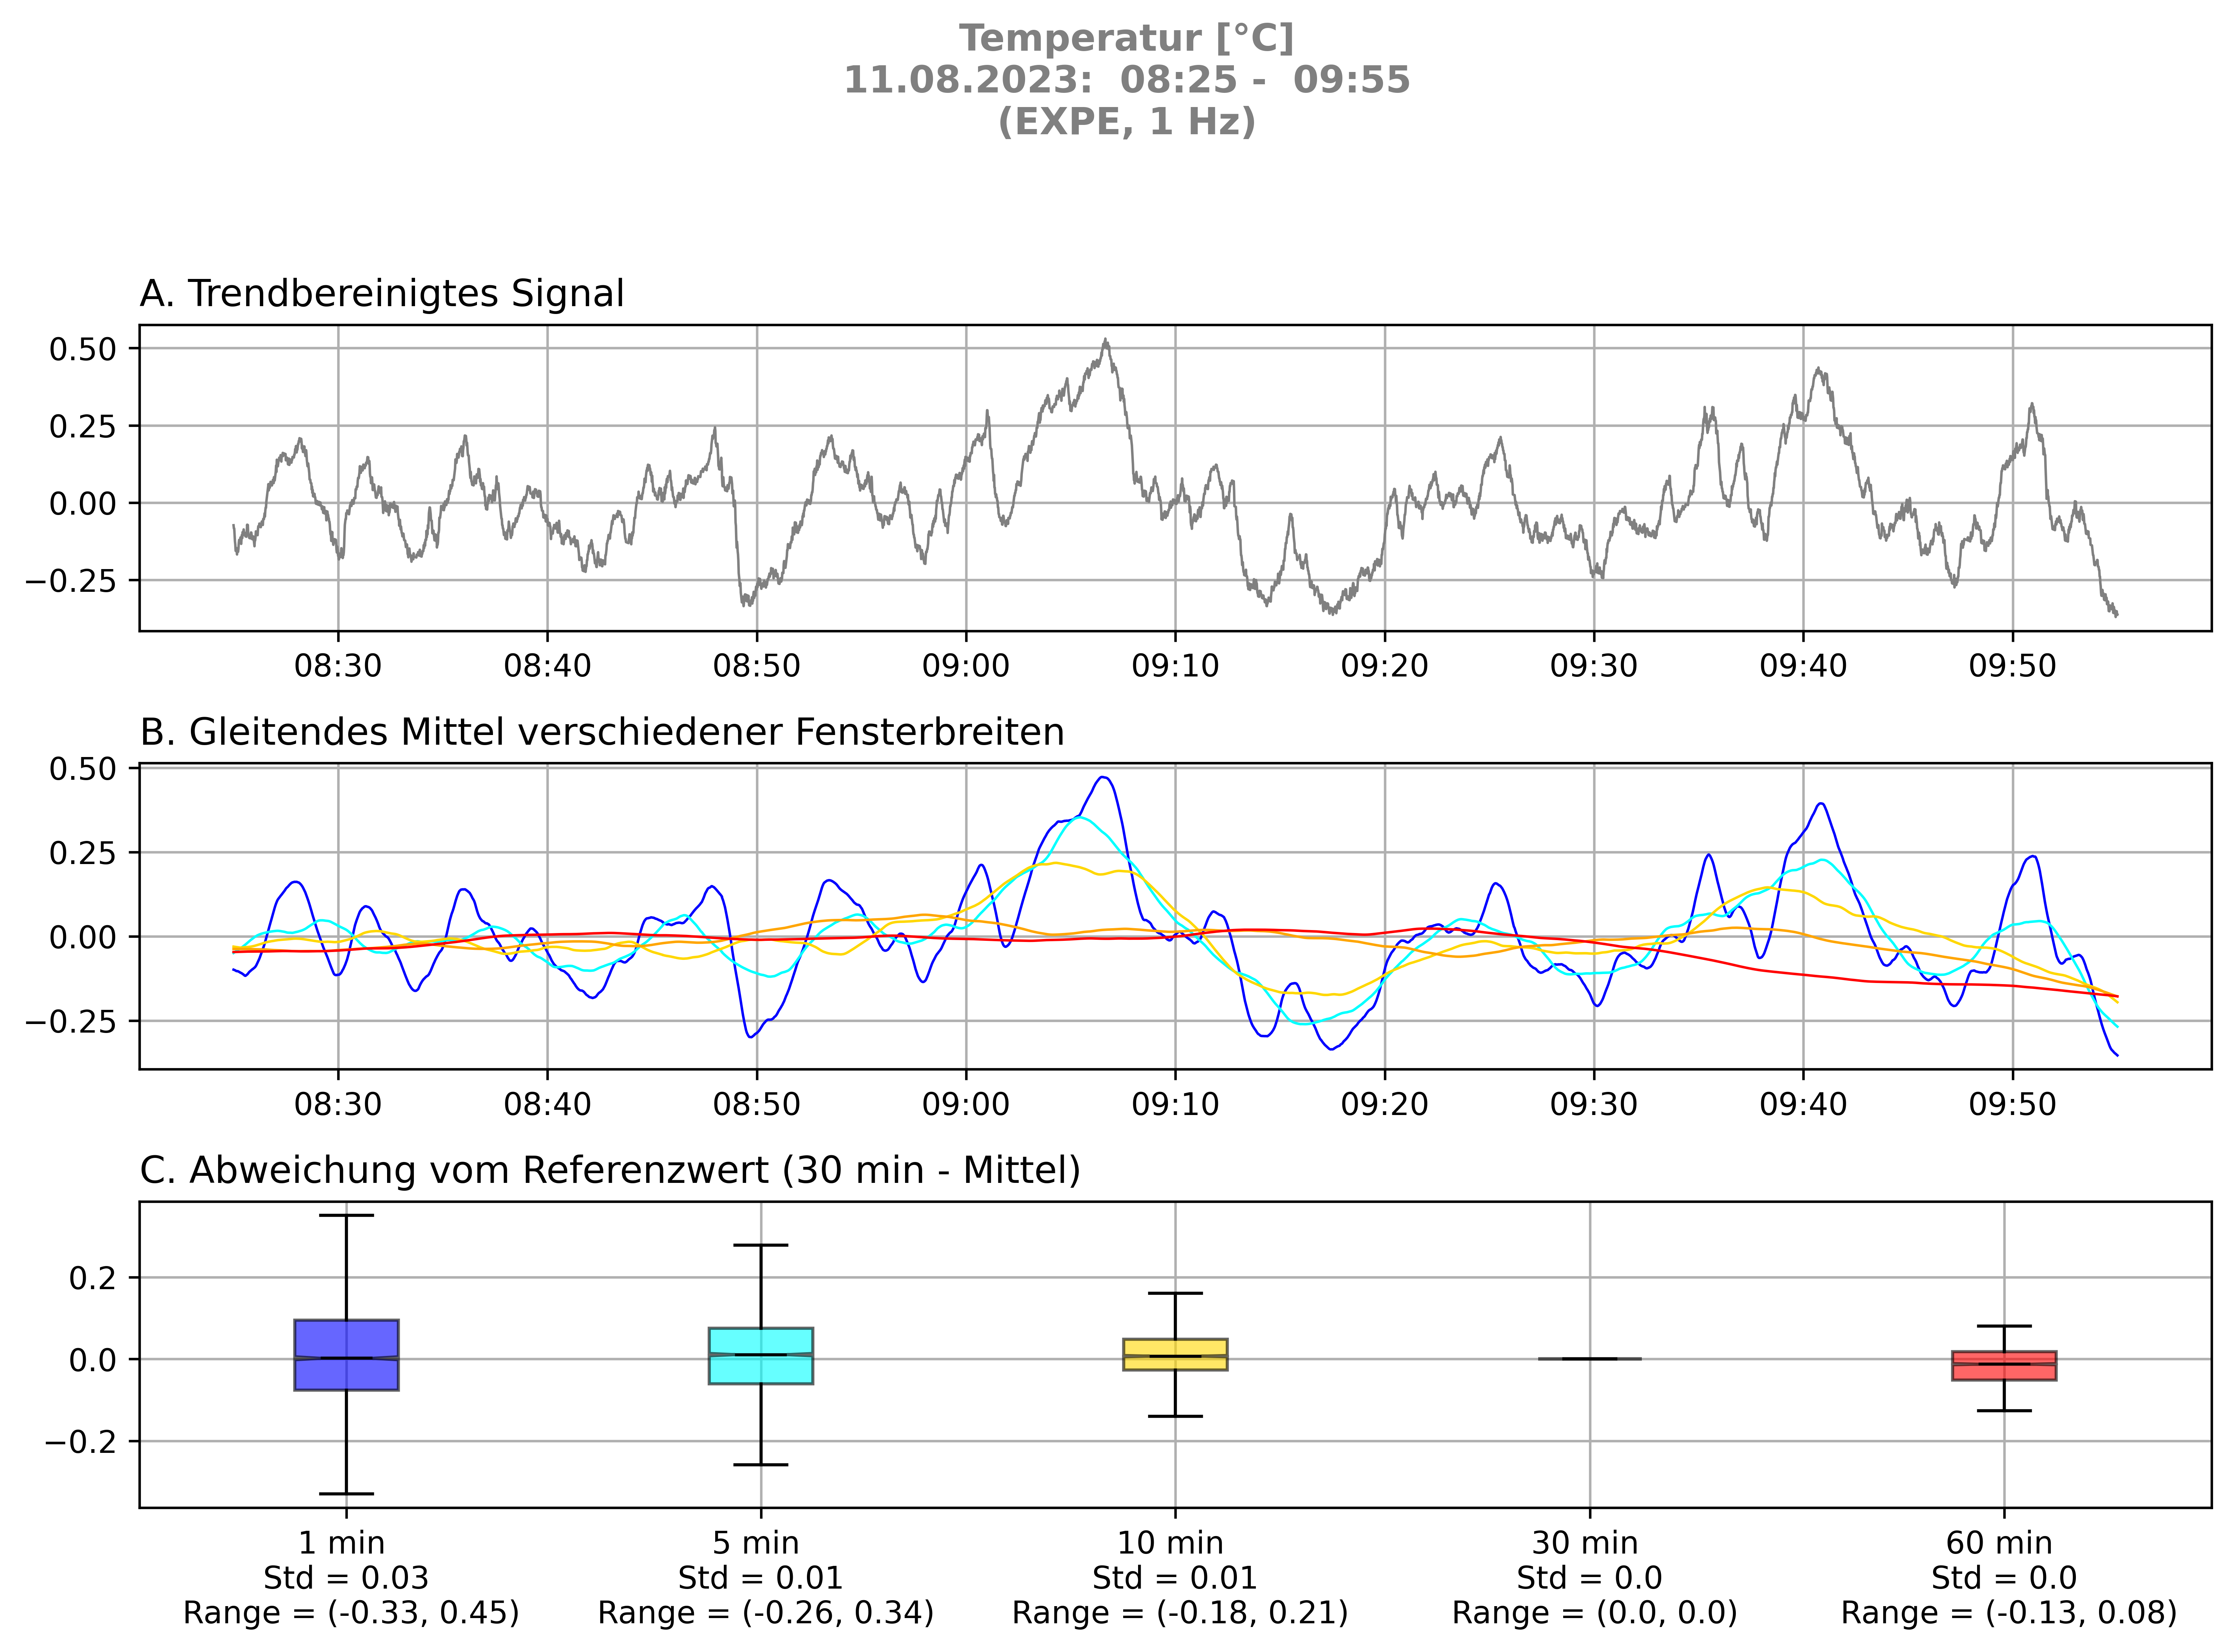 Temperatur [°C]
11.08.2023:  08:25 -  09:55
(EXPE, 1 Hz)
A. Trendbereinigtes Signal
0.50
0.25
0.00
−0.25
08:30 08:40 08:50 09:00 09:10 09:20 09:30 09:40 09:50
B. Gleitendes Mittel verschiedener Fensterbreiten
0.50
0.25
0.00
−0.25
08:30 08:40 08:50 09:00 09:10 09:20 09:30 09:40 09:50
C. Abweichung vom Referenzwert (30 min - Mittel)
0.2
0.0
−0.2
1 min 5 min 10 min 30 min 60 min
Std = 0.03 Std = 0.01 Std = 0.01 Std = 0.0 Std = 0.0
Range = (-0.33, 0.45) Range = (-0.26, 0.34) Range = (-0.18, 0.21) Range = (0.0, 0.0) Range = (-0.13, 0.08)